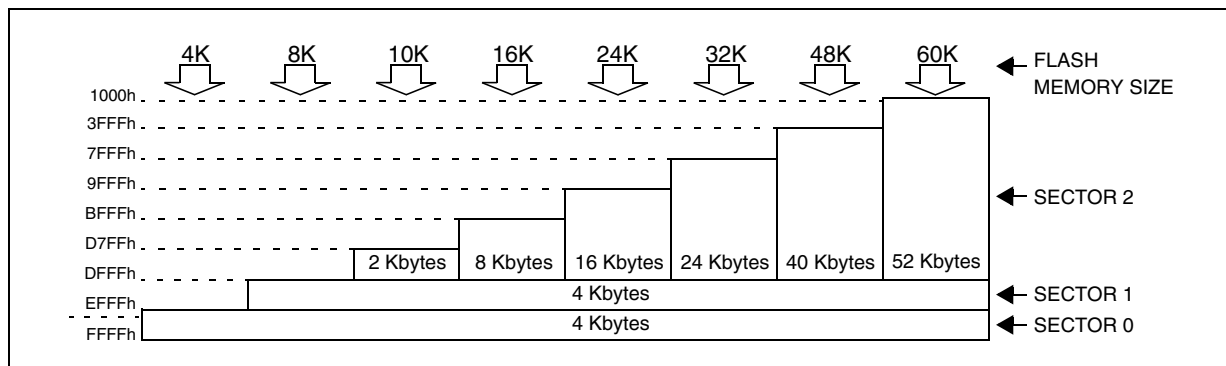 4K 8K 10K 16K 24K 32K 48K 60K
FLASH
MEMORY SIZE
1000h
3FFFh
7FFFh
9FFFh
SECTOR 2
BFFFh
D7FFh
2 Kbytes 8 Kbytes 16 Kbytes 24 Kbytes 40 Kbytes 52 Kbytes
DFFFh
4 Kbytes
SECTOR 1
EFFFh
4 Kbytes
SECTOR 0
FFFFh